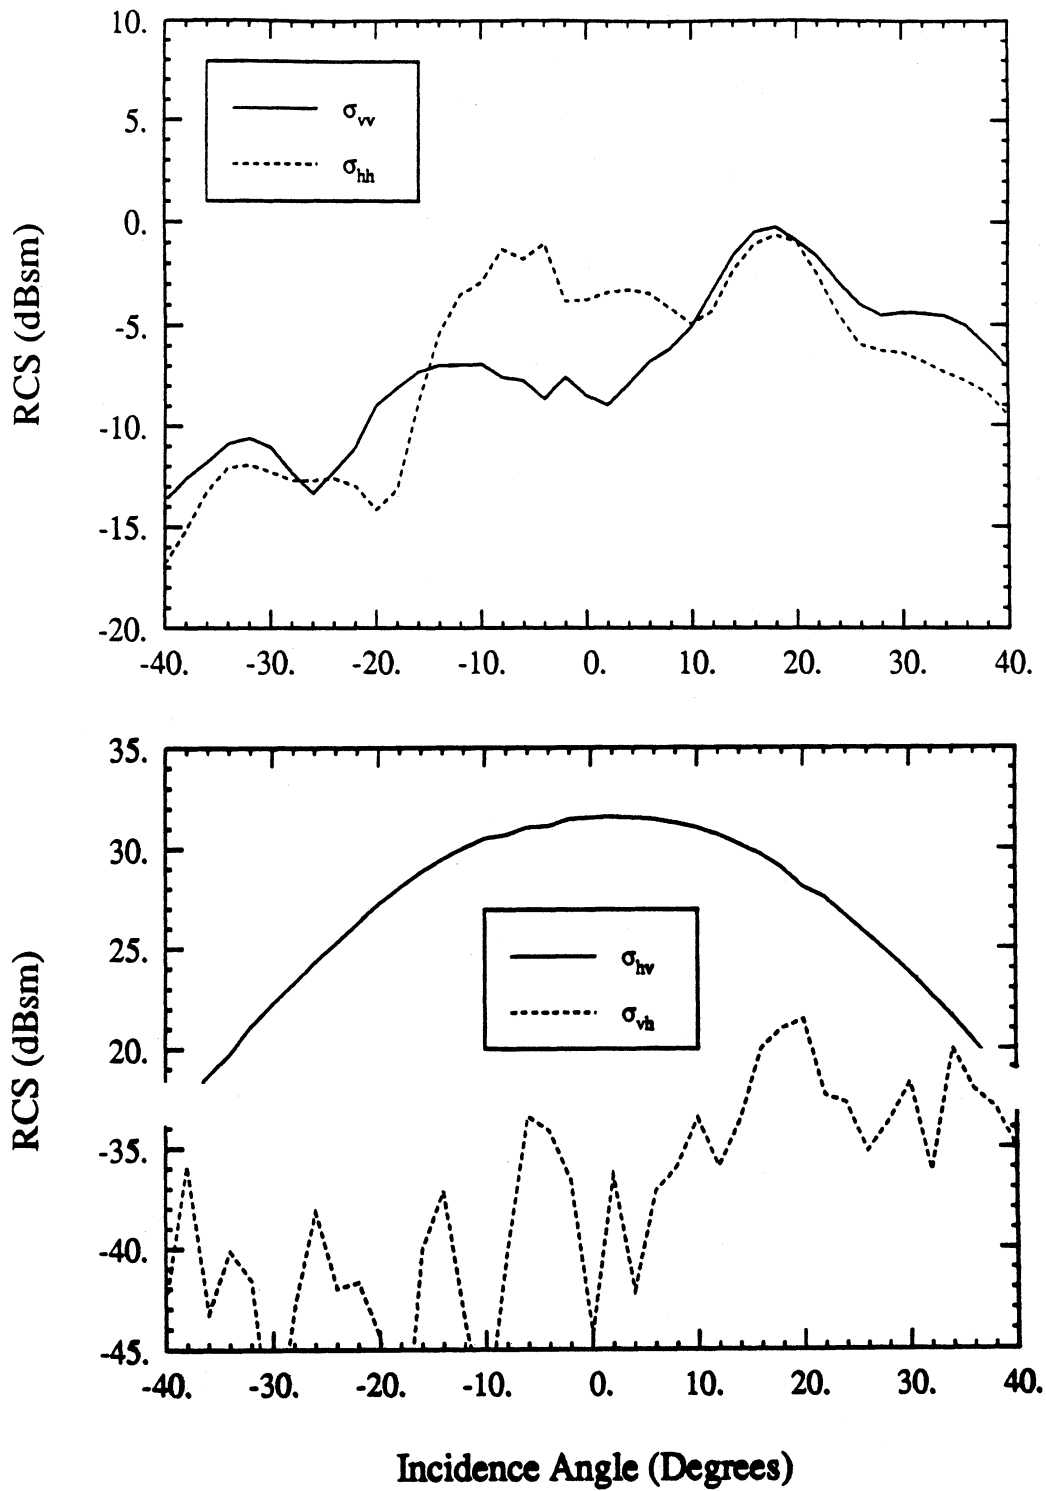 10.
5.
0.
-5.
-10.
-15.
-20.
RCS (dBsm)
σvv
σhh
-40. -30. -20. -10. 0. 10. 20. 30. 40.
35.
30.
25.
20.
-35.
-40.
-45.
RCS (dBsm)
σhv
σvh
-40. -30. -20. -10. 0. 10. 20. 30. 40.
Incidence Angle (Degrees)